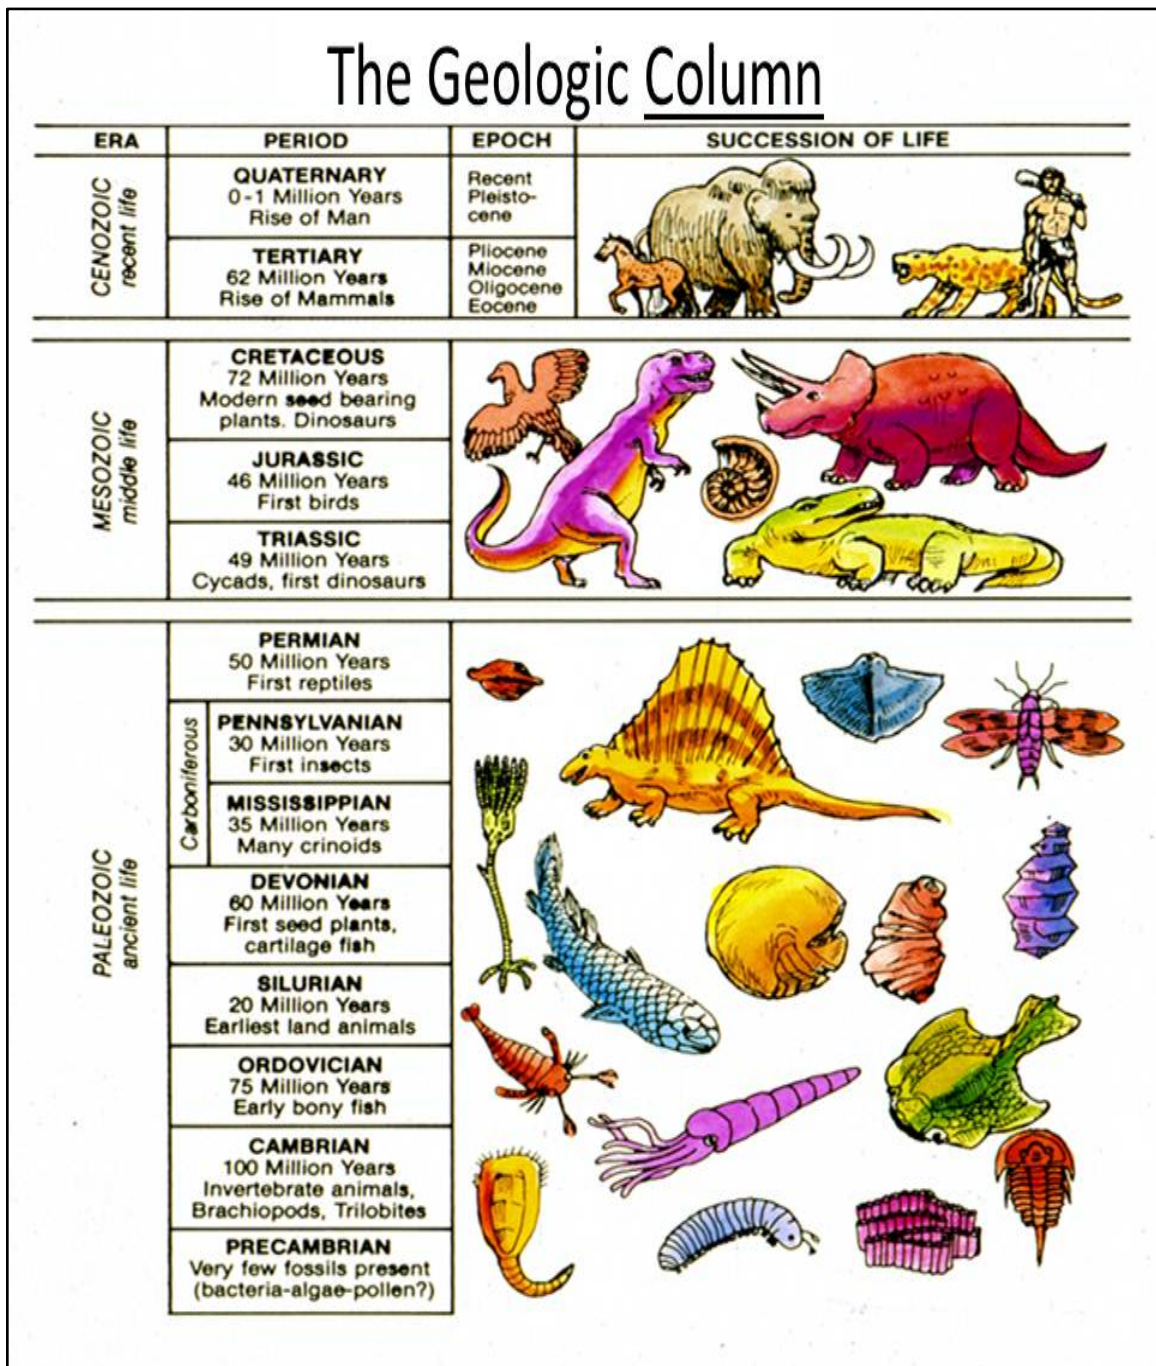 The Geologic Column
ERA PERIOD EPOCH SUCCESSION OF LIFE
CENOZOIC
recent life
QUATERNARY
0-1 Million Years
Rise of Man
Recent
Pleisto-
cene
TERTIARY
62 Million Years
Rise of Mammals
Pliocene
Miocene
Oligocene
Eocene
MESOZOIC
middle life
CRETACEOUS
72 Million Years
Modern seed bearing
plants. Dinosaurs
JURASSIC
46 Million Years
First birds
TRIASSIC
49 Million Years
Cycads, first dinosaurs
PALEOZOIC
ancient life
PERMIAN
50 Million Years
First reptiles
Carboniferous
PENNSYLVANIAN
30 Million Years
First insects
MISSISSIPPIAN
35 Million Years
Many crinoids
DEVONIAN
60 Million Years
First seed plants,
cartilage fish
SILURIAN
20 Million Years
Earliest land animals
ORDOVICIAN
75 Million Years
Early bony fish
CAMBRIAN
100 Million Years
Invertebrate animals,
Brachiopods, Trilobites
PRECAMBRIAN
Very few fossils present
(bacteria-algae-pollen?)